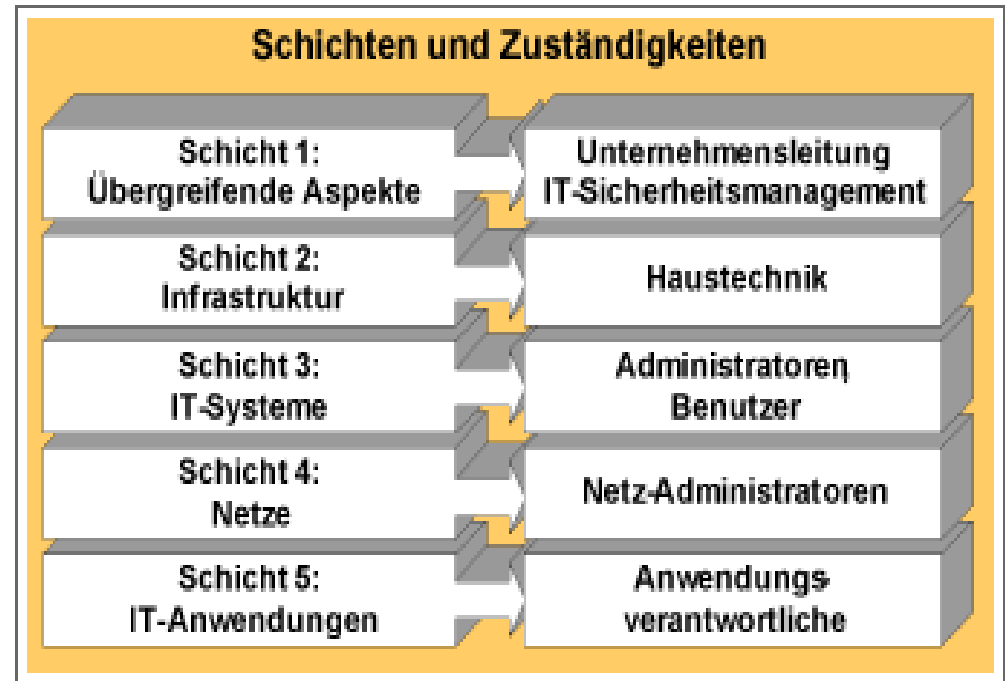 Schichten und Zuständigkeiten
Schicht 1:
Übergreifende Aspekte
Unternehmensleitung
IT-Sicherheitsmanagement
Schicht 2:
Infrastruktur
Haustechnik
Schicht 3:
IT-Systeme
Administratoren,
Benutzer
Schicht 4:
Netze
Netz-Administratoren
Schicht 5:
IT-Anwendungen
Anwendungs-
verantwortliche